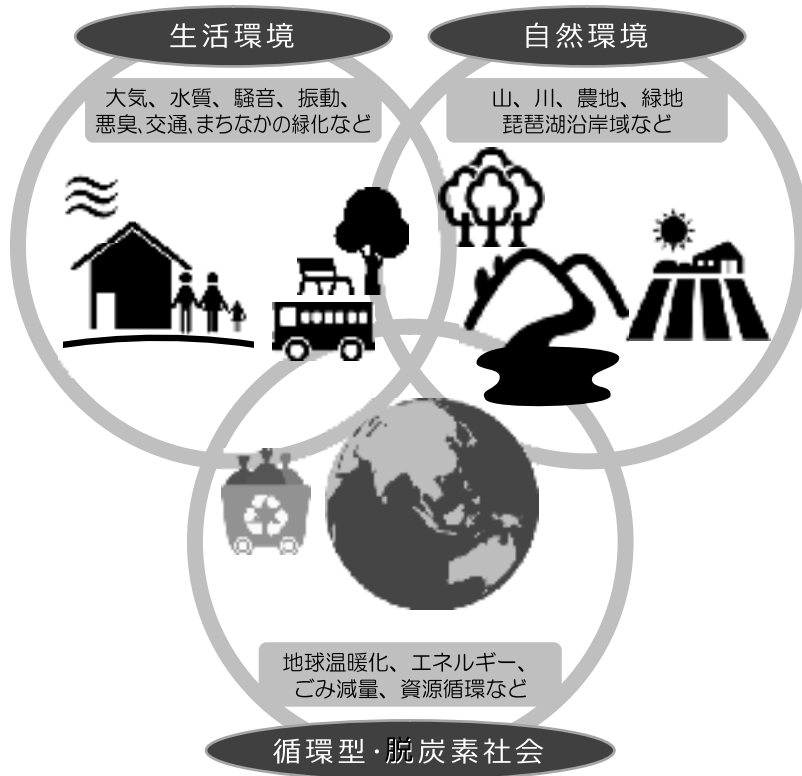 生活環境
自然環境
大気、水質、騒音、振動、
悪臭、交通、まちなかの緑化など
山、川、農地、緑地
琵琶湖沿岸域など
地球温暖化、エネルギー、
ごみ減量、資源循環など
循環型・脱炭素社会